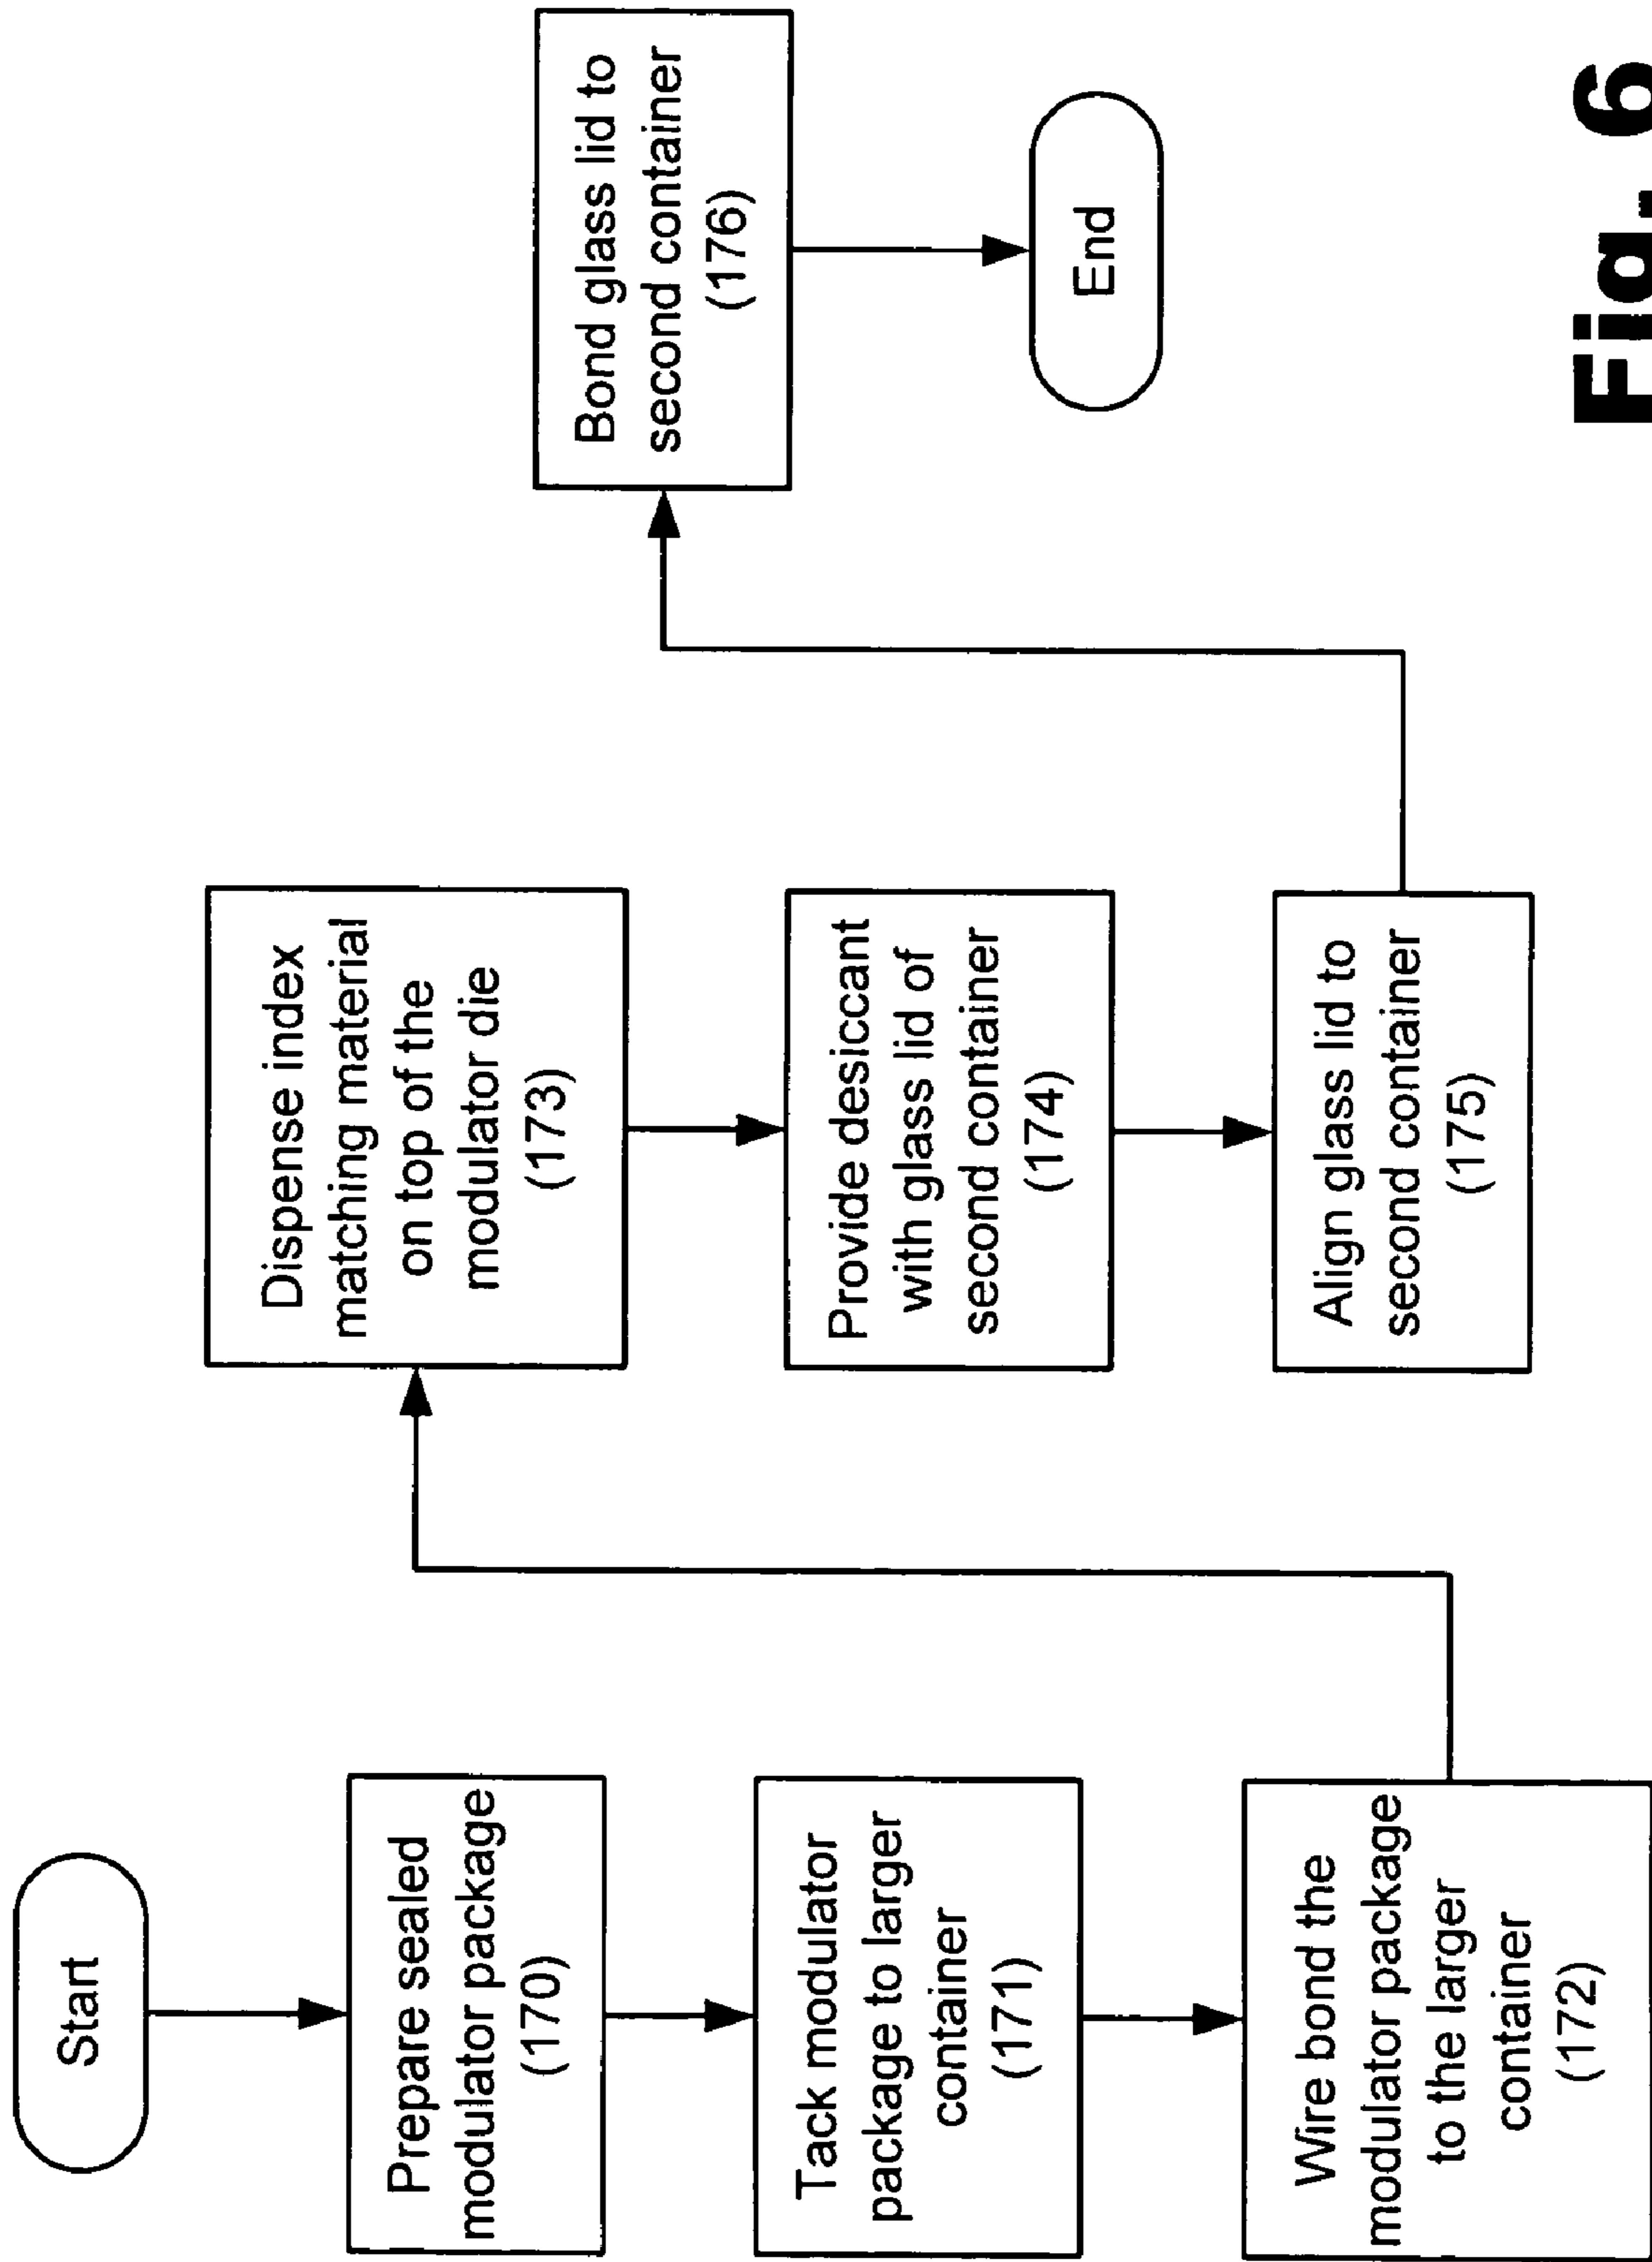 Start
Prepare sealed
modulator package
(170)
Tack modulator
package to larger
container
(171)
Wire bond the
modulator package
to the larger
container
(172)
Dispense index
matching material
on top of the
modulator die
(173)
Provide desiccant
with glass lid of
second container
(174)
Align glass lid to
second container
(175)
Bond glass lid to
second container
(176)
End
Fig. 6